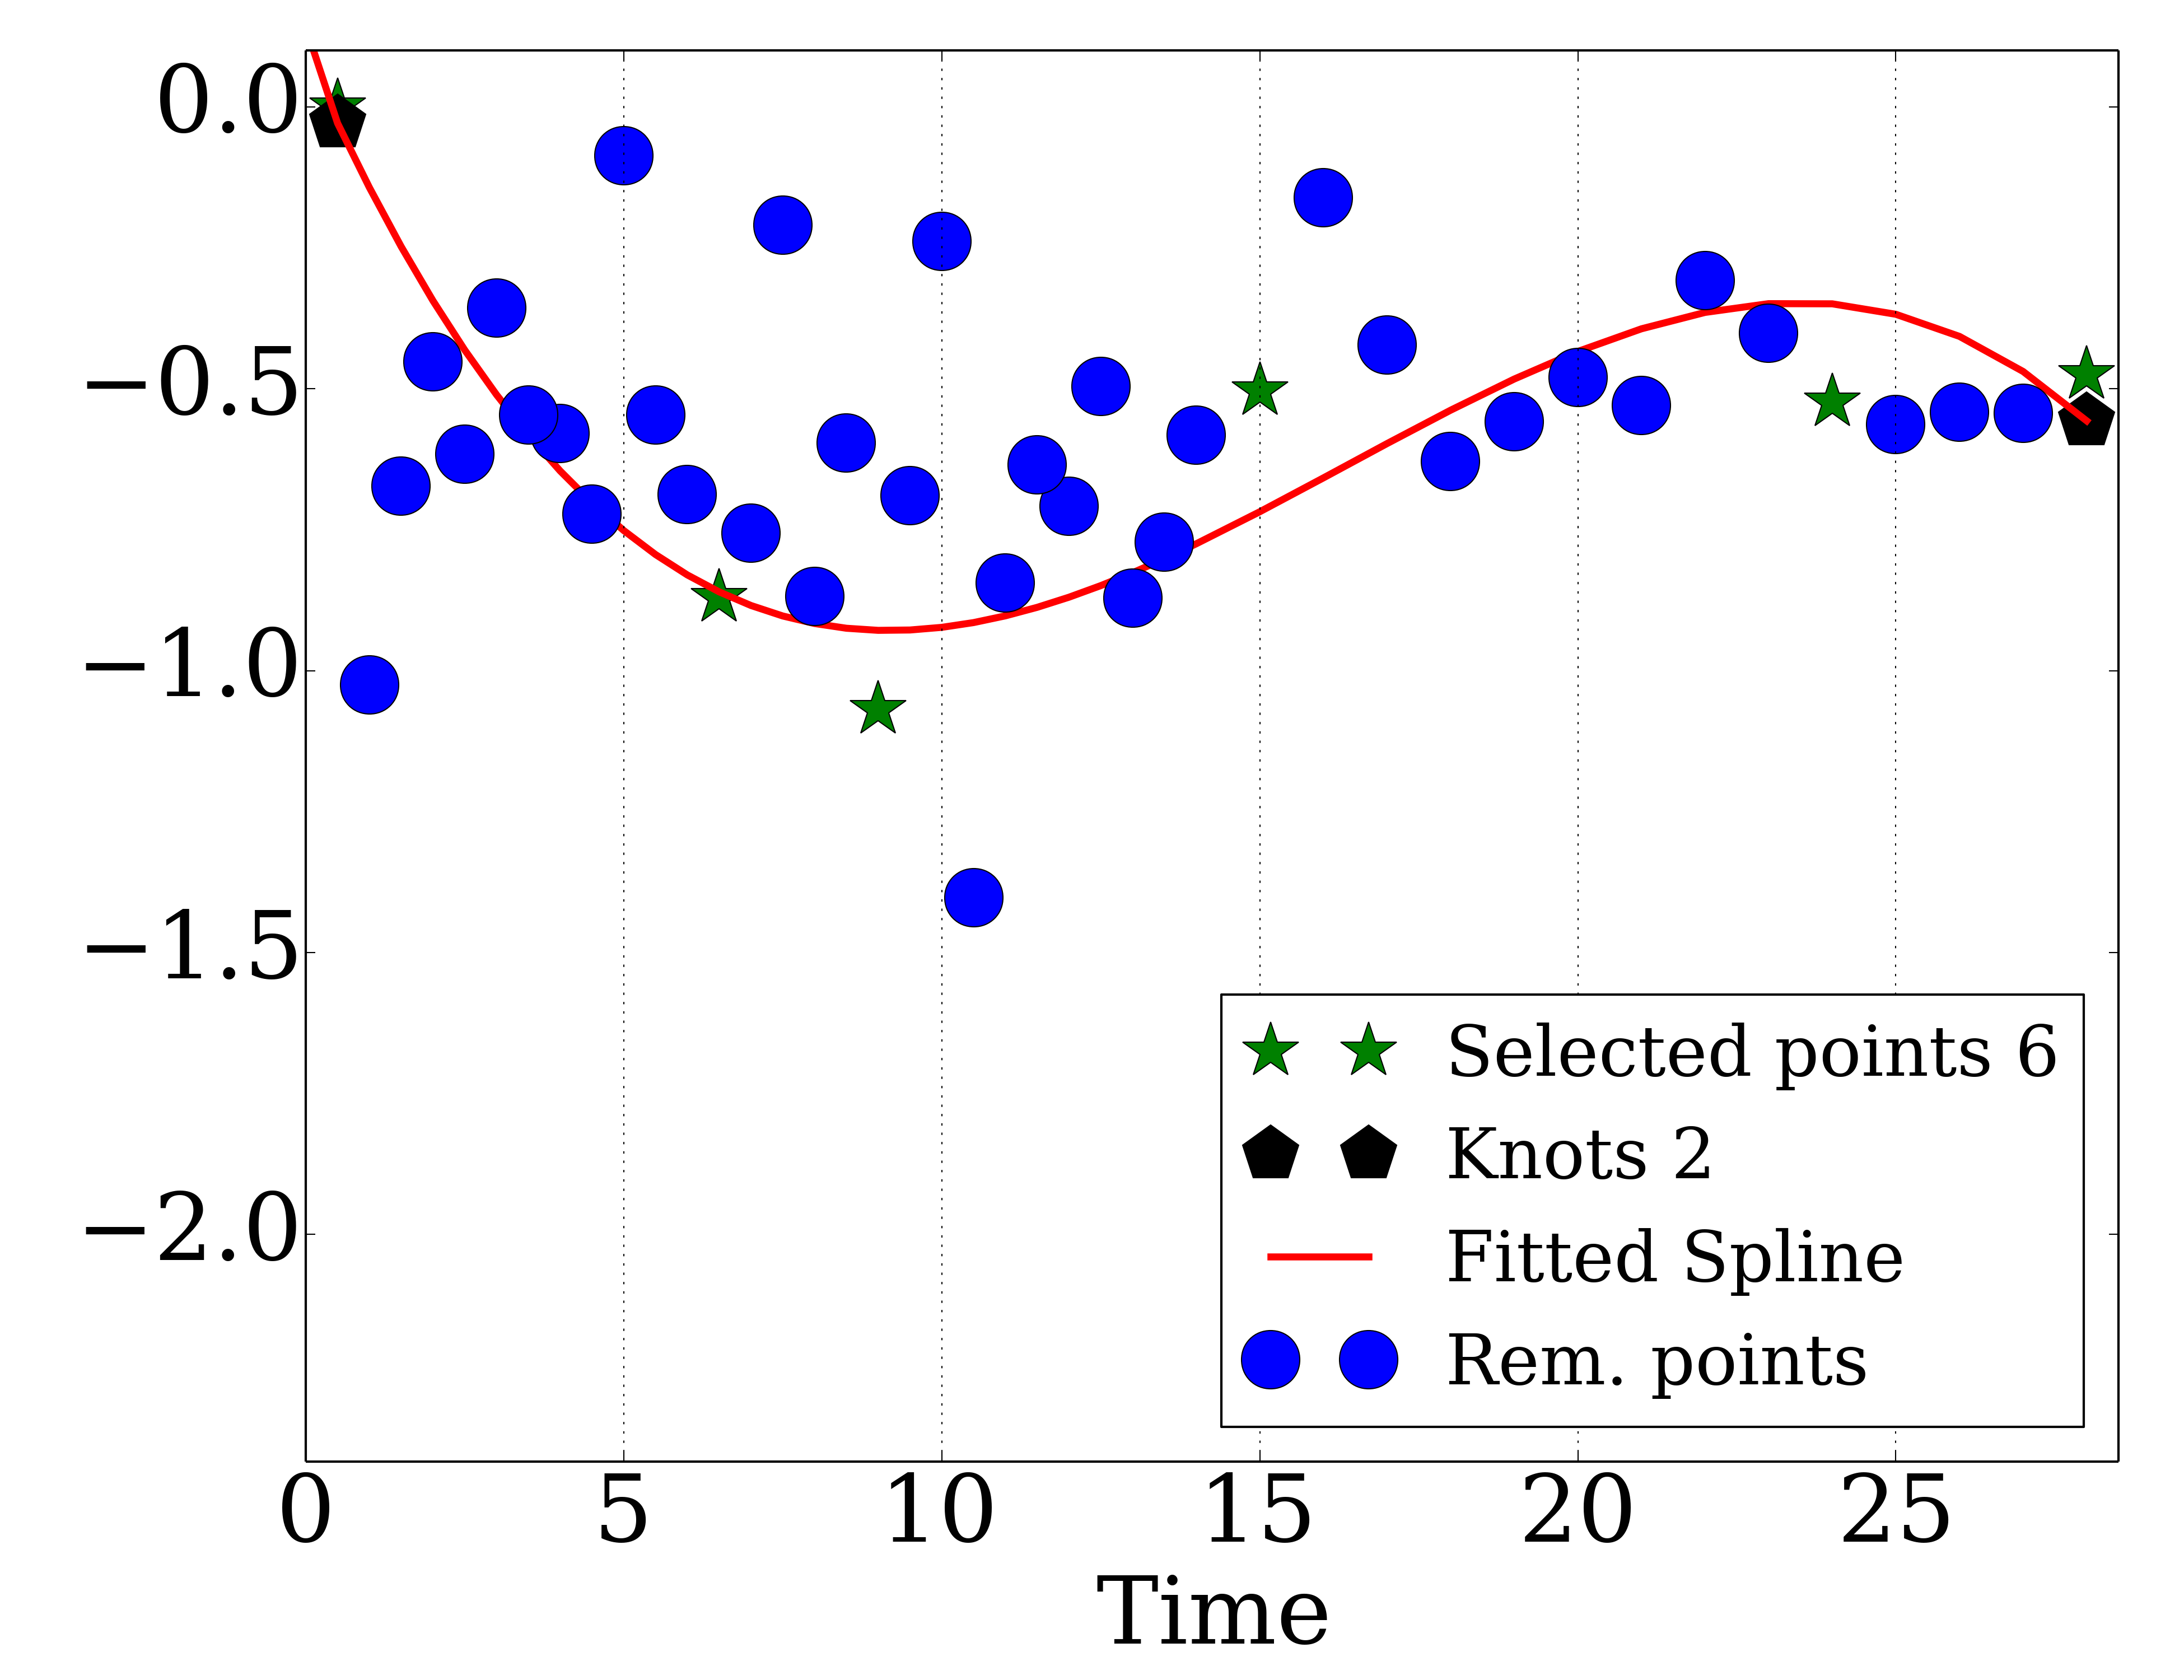 0.0
−0.5
−1.0
−1.5
−2.0
0 5 10 15 20 25
Time
Selected points 6
Knots 2
Fitted Spline
Rem. points